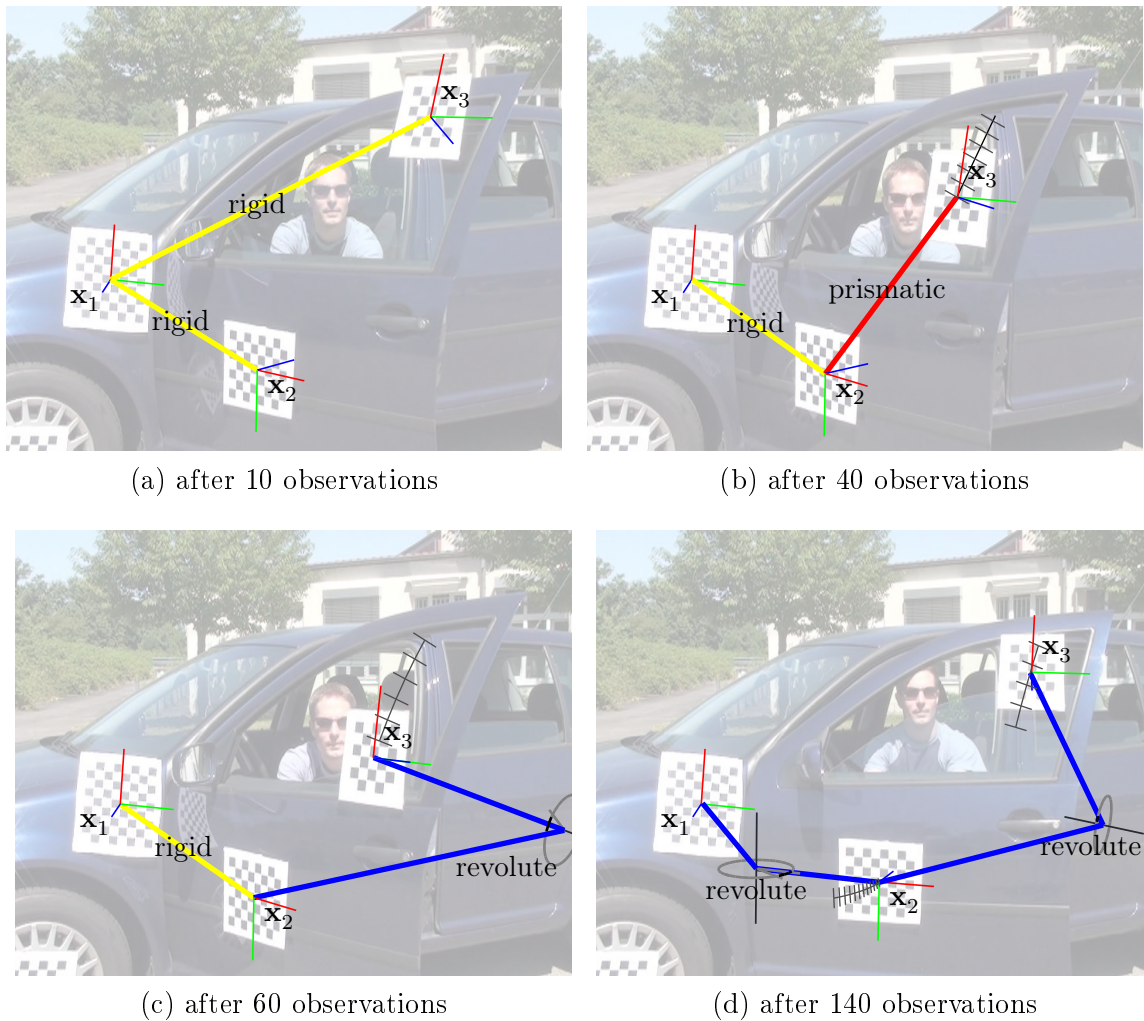 x3
rigid
x1
rigid
x2
x3
prismatic
x1
rigid
x2
(a) after 10 observations
(b) after 40 observations
x3
x1
rigid
revolute
x2
x3
x1
revolute
revolute
x2
(c) after 60 observations
(d) after 140 observations